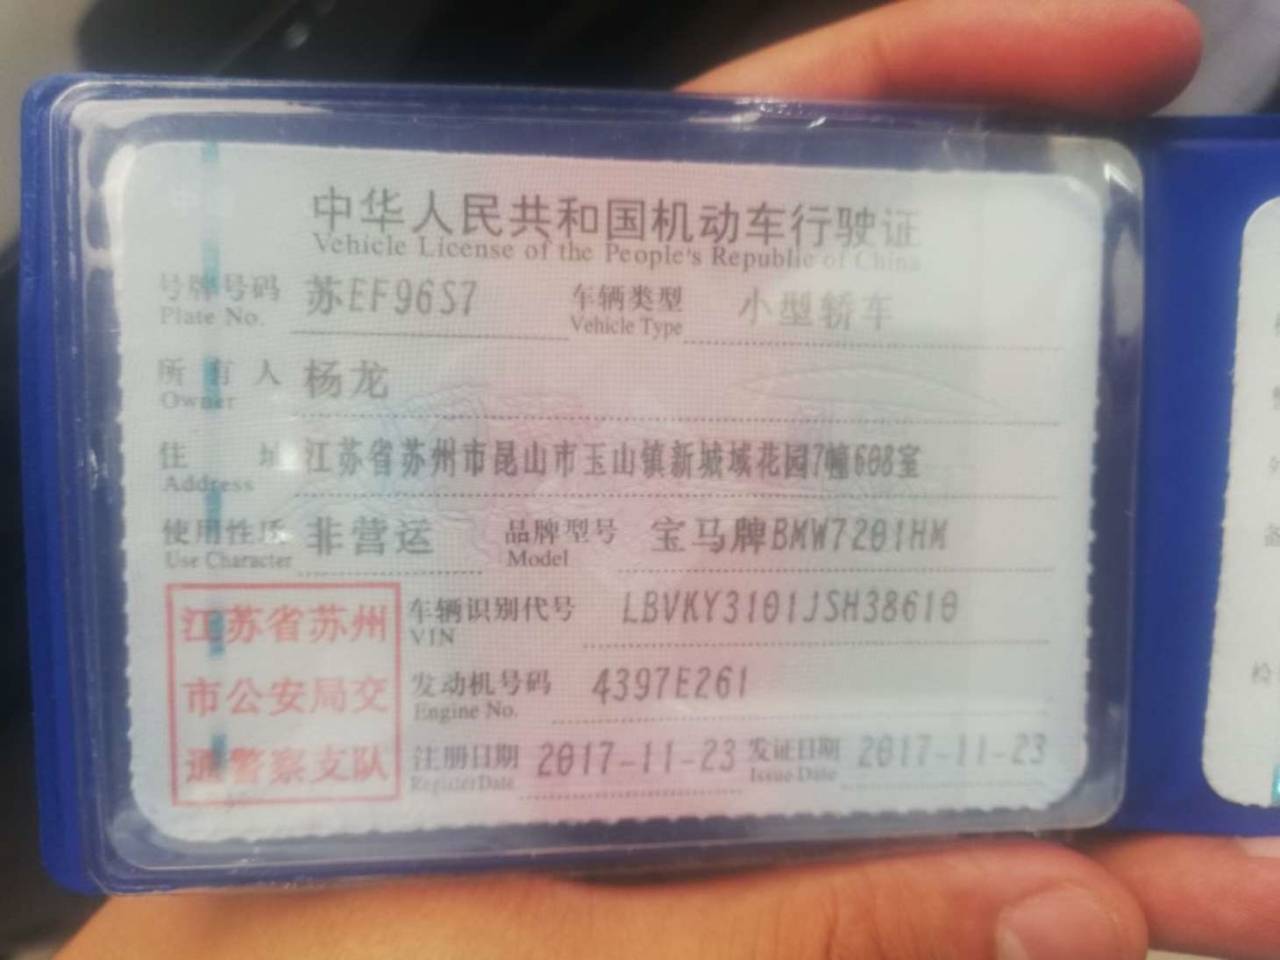 中华人民共和国机动车行驶证
Vehicle License of the People's Republic of China
号牌号码 苏EF96S7 车辆类型 小型轿车
Plate No. Vehicle Type
所有人 杨龙
Owner
住址 江苏省苏州市昆山市玉山镇新城域花园7幢608室
Address
使用性质 非营运 品牌型号 宝马牌BMW7201HM
Use Character Model
江苏省苏州
市公安局交
通警察支队
车辆识别代号 LBVKY3101JSH38610
VIN
发动机号码 4397E261
Engine No.
注册日期 2017-11-23 发证日期 2017-11-23
Register Date Issue Date